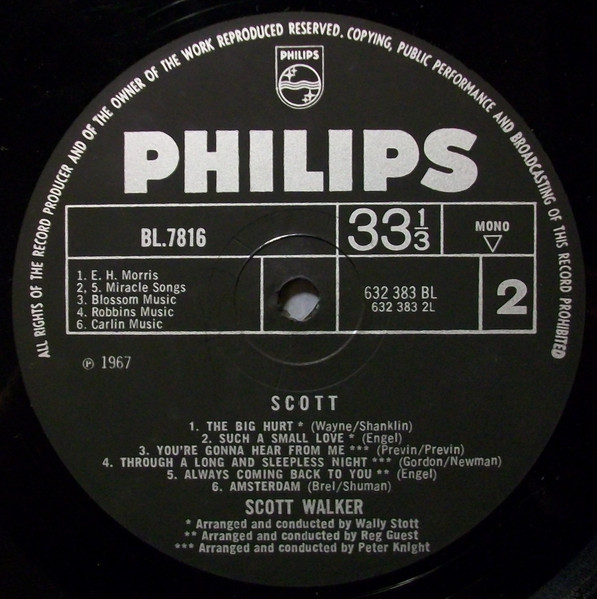 ALL RIGHTS OF THE RECORD PRODUCER AND OF THE OWNER OF THE WORK REPRODUCED RESERVED. COPYING, PUBLIC PERFORMANCE AND BROADCASTING OF THIS RECORD PROHIBITED
PHILIPS
PHILIPS
BL.7816
33⅓
MONO
1. E. H. Morris
2, 5. Miracle Songs
3. Blossom Music
4. Robbins Music
6. Carlin Music
632 383 BL
632 383 2L
2
℗ 1967
SCOTT
1. THE BIG HURT * (Wayne/Shanklin)
2. SUCH A SMALL LOVE * (Engel)
3. YOU'RE GONNA HEAR FROM ME *** (Previn/Previn)
4. THROUGH A LONG AND SLEEPLESS NIGHT *** (Gordon/Newman)
5. ALWAYS COMING BACK TO YOU ** (Engel)
6. AMSTERDAM (Brel/Shuman)
SCOTT WALKER
* Arranged and conducted by Wally Stott
** Arranged and conducted by Reg Guest
*** Arranged and conducted by Peter Knight